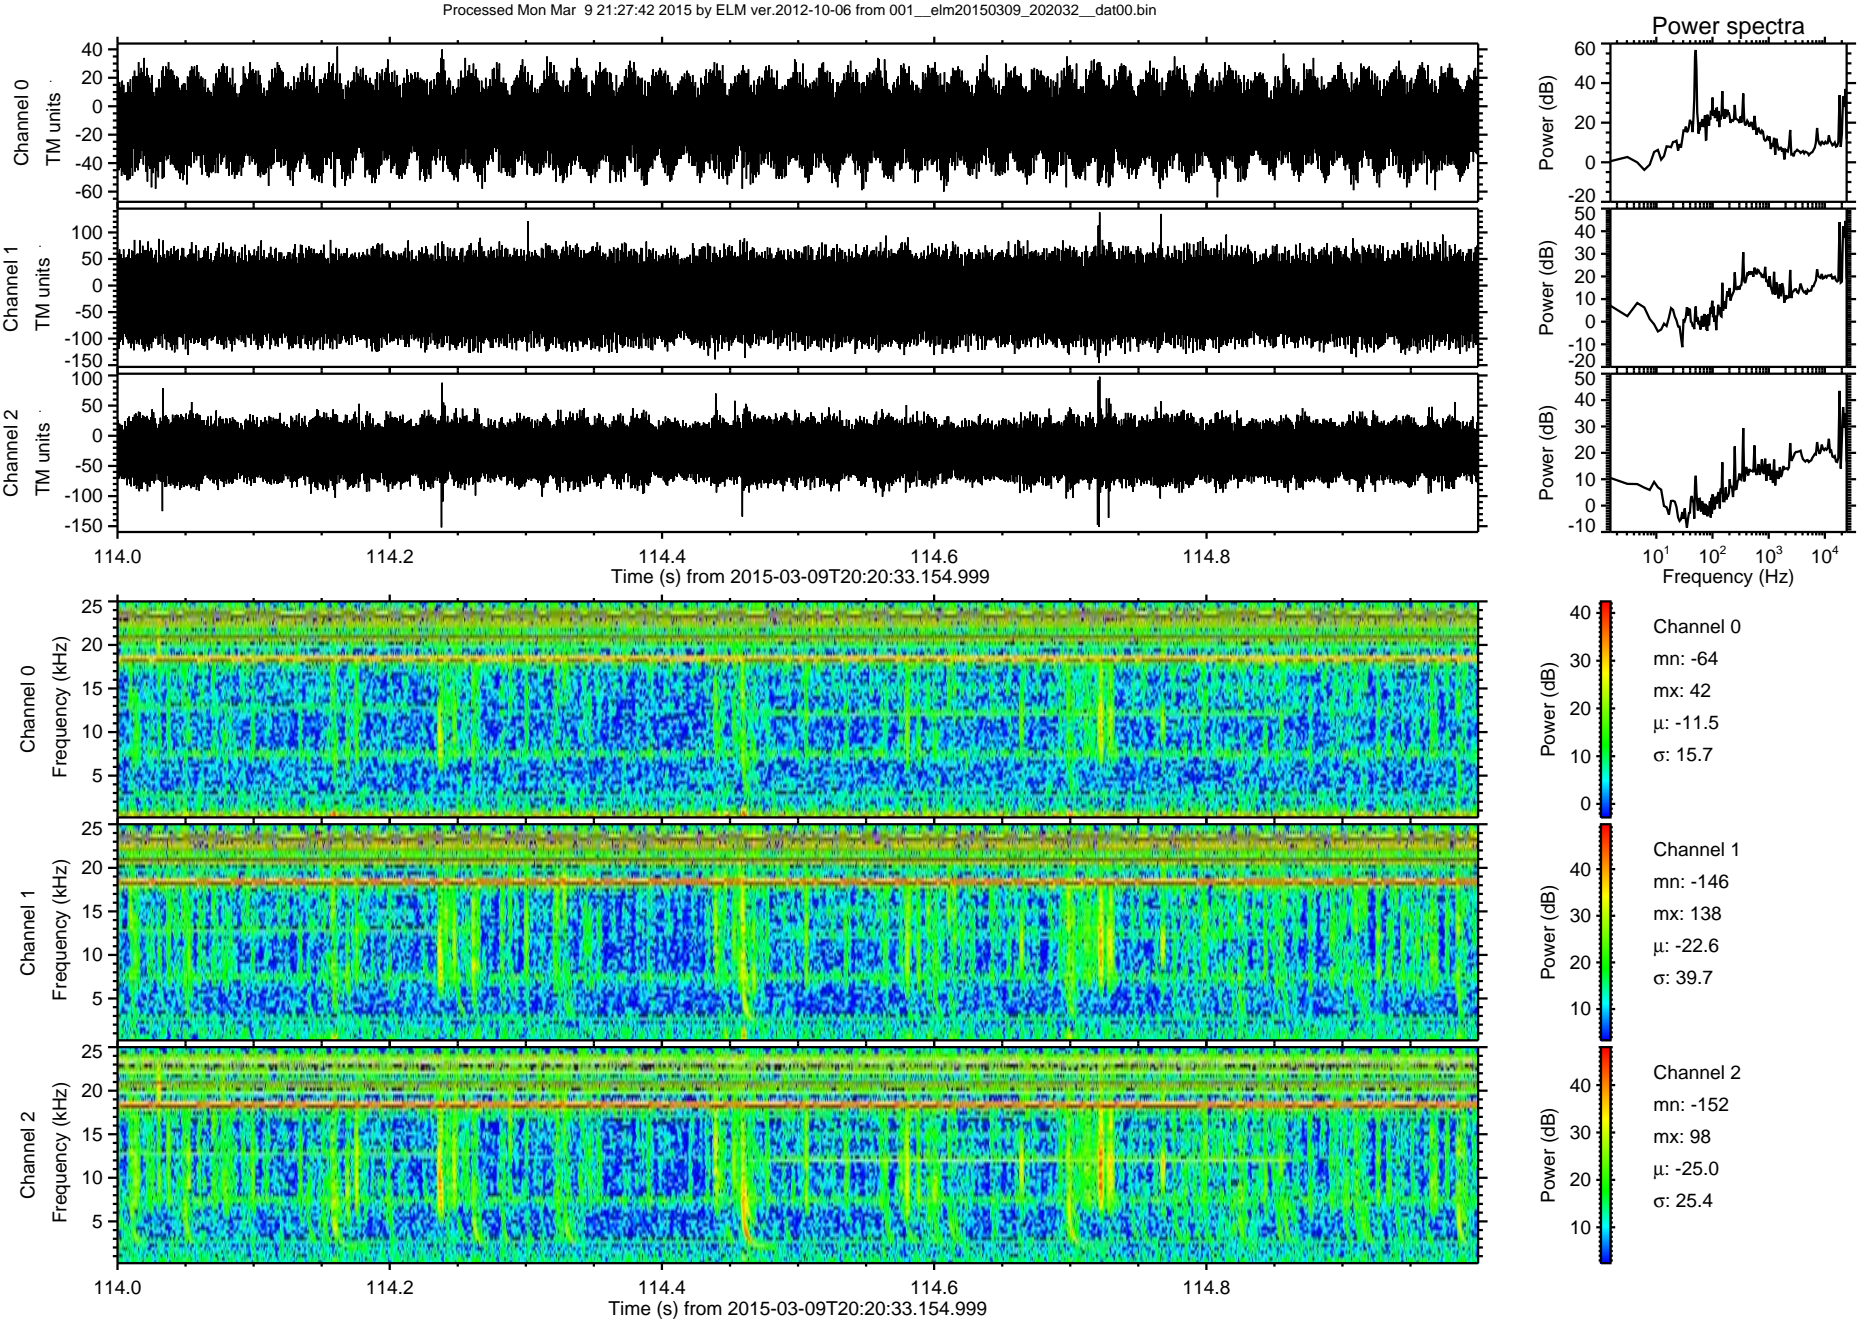 Processed Mon Mar  9 21:27:42 2015 by ELM ver.2012-10-06 from 001__elm20150309_202032__dat00.bin
Power spectra
Channel 0
TM units
40
20
0
-20
-40
-60
Power (dB)
60
40
20
0
-20
Channel 1
TM units
100
50
0
-50
-100
-150
Power (dB)
50
40
30
20
10
0
-10
-20
Channel 2
TM units
100
50
0
-50
-100
-150
Power (dB)
50
40
30
20
10
0
-10
114.0 114.2 114.4 114.6 114.8
Time (s) from 2015-03-09T20:20:33.154.999
10¹ 10² 10³ 10⁴
Frequency (Hz)
Channel 0
Frequency (kHz)
25
20
15
10
5
Power (dB)
40
30
20
10
0
Channel 0
mn: -64
mx: 42
μ: -11.5
σ: 15.7
Channel 1
Frequency (kHz)
25
20
15
10
5
Power (dB)
40
30
20
10
Channel 1
mn: -146
mx: 138
μ: -22.6
σ: 39.7
Channel 2
Frequency (kHz)
25
20
15
10
5
Power (dB)
40
30
20
10
Channel 2
mn: -152
mx: 98
μ: -25.0
σ: 25.4
114.0 114.2 114.4 114.6 114.8
Time (s) from 2015-03-09T20:20:33.154.999